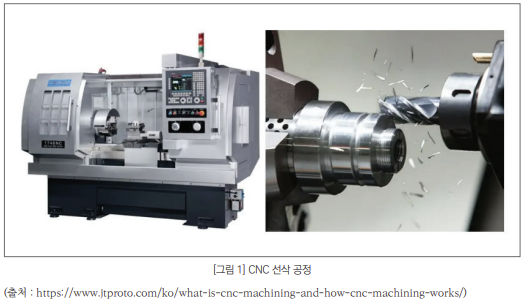 [그림 1] CNC 선삭 공정
(출처 : https://www.jtproto.com/ko/what-is-cnc-machining-and-how-cnc-machining-works/)